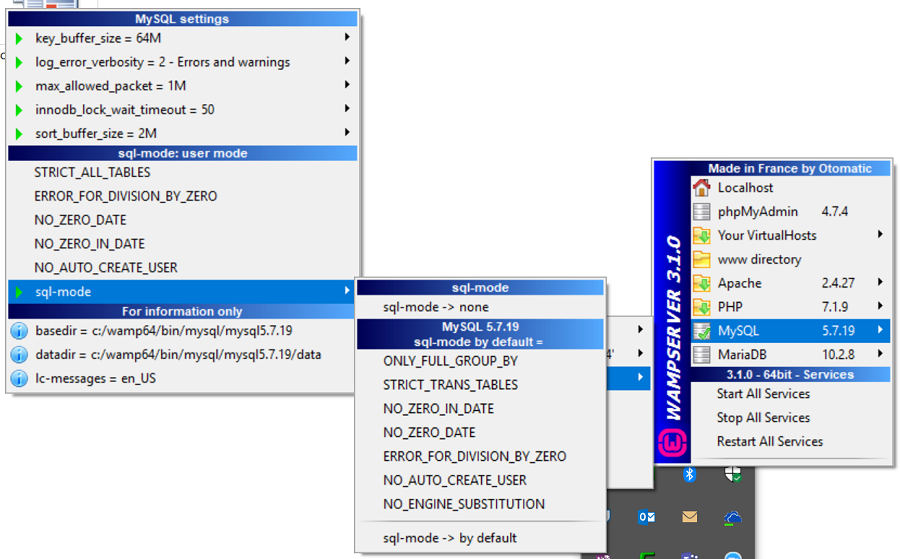 MySQL settings
key_buffer_size = 64M
log_error_verbosity = 2 - Errors and warnings
max_allowed_packet = 1M
innodb_lock_wait_timeout = 50
sort_buffer_size = 2M
sql-mode: user mode
STRICT_ALL_TABLES
ERROR_FOR_DIVISION_BY_ZERO
NO_ZERO_DATE
NO_ZERO_IN_DATE
NO_AUTO_CREATE_USER
sql-mode
For information only
basedir = c:/wamp64/bin/mysql/mysql5.7.19
datadir = c:/wamp64/bin/mysql/mysql5.7.19/data
lc-messages = en_US
sql-mode
sql-mode -> none
MySQL 5.7.19
sql-mode by default =
ONLY_FULL_GROUP_BY
STRICT_TRANS_TABLES
NO_ZERO_IN_DATE
NO_ZERO_DATE
ERROR_FOR_DIVISION_BY_ZERO
NO_AUTO_CREATE_USER
NO_ENGINE_SUBSTITUTION
sql-mode -> by default
WAMPSERVER 3.1.0
Made in France by Otomatic
Localhost
phpMyAdmin 4.7.4
Your VirtualHosts
www directory
Apache 2.4.27
PHP 7.1.9
MySQL 5.7.19
MariaDB 10.2.8
3.1.0 - 64bit - Services
Start All Services
Stop All Services
Restart All Services